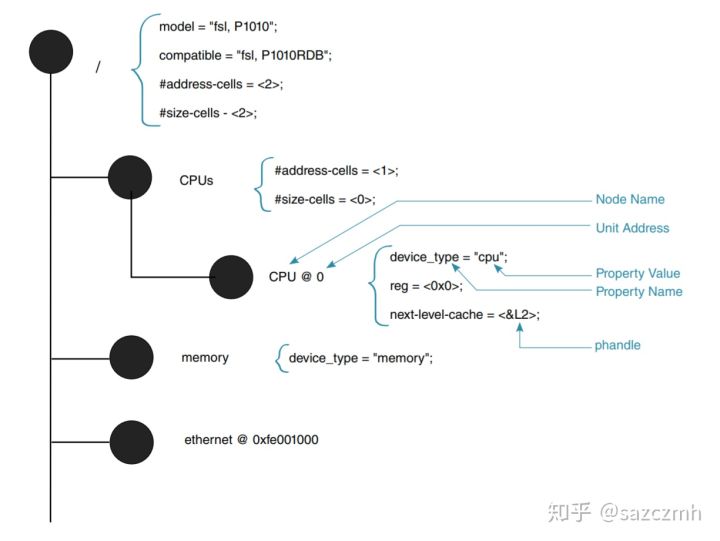 /
model = "fsl, P1010";
compatible = "fsl, P1010RDB";
#address-cells = <2>;
#size-cells - <2>;
CPUs
#address-cells = <1>;
#size-cells = <0>;
Node Name
Unit Address
CPU @ 0
device_type = "cpu";
reg = <0x0>;
next-level-cache = <&L2>;
Property Value
Property Name
phandle
memory
device_type = "memory";
ethernet @ 0xfe001000
知乎 @sazczmh